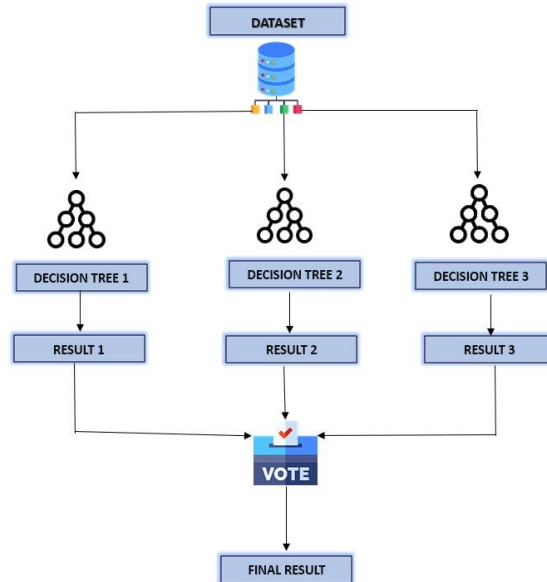 DATASET
DECISION TREE 1
DECISION TREE 2
DECISION TREE 3
RESULT 1
RESULT 2
RESULT 3
VOTE
FINAL RESULT